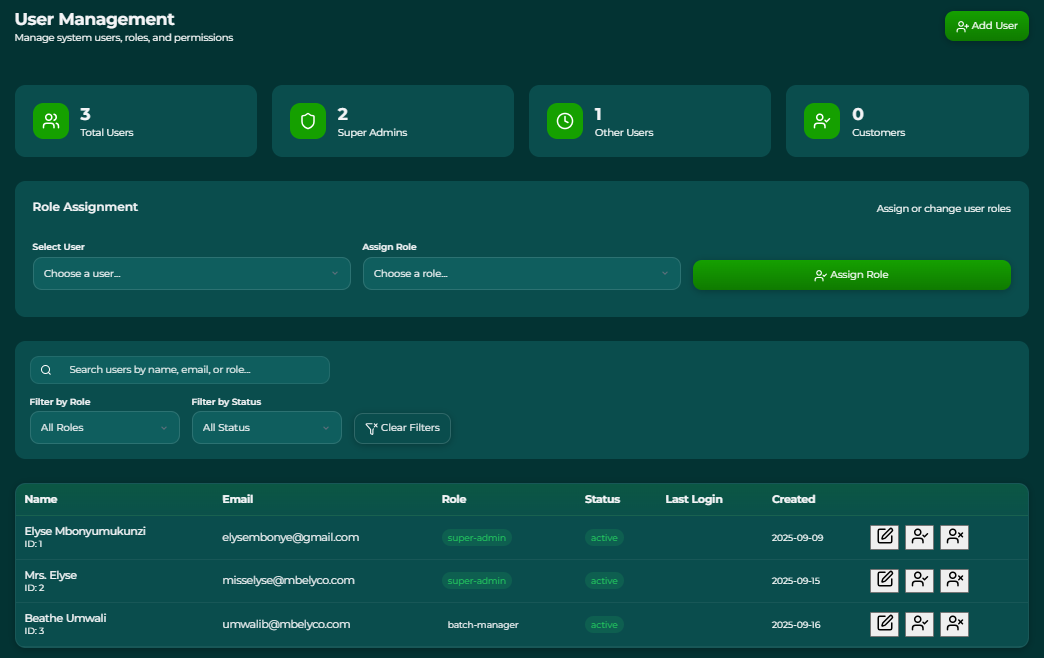 User Management
Manage system users, roles, and permissions
Add User
3
Total Users
2
Super Admins
1
Other Users
0
Customers
Role Assignment
Assign or change user roles
Select User
Assign Role
Choose a user...
Choose a role...
Assign Role
Search users by name, email, or role...
Filter by Role
Filter by Status
All Roles
All Status
Clear Filters
Name Email Role Status Last Login Created
Elyse Mbonyumukunzi
ID: 1
elysembonye@gmail.com super-admin active 2025-09-09
Mrs. Elyse
ID: 2
misselyse@mbelyco.com super-admin active 2025-09-15
Beathe Umwali
ID: 3
umwalib@mbelyco.com batch-manager active 2025-09-16